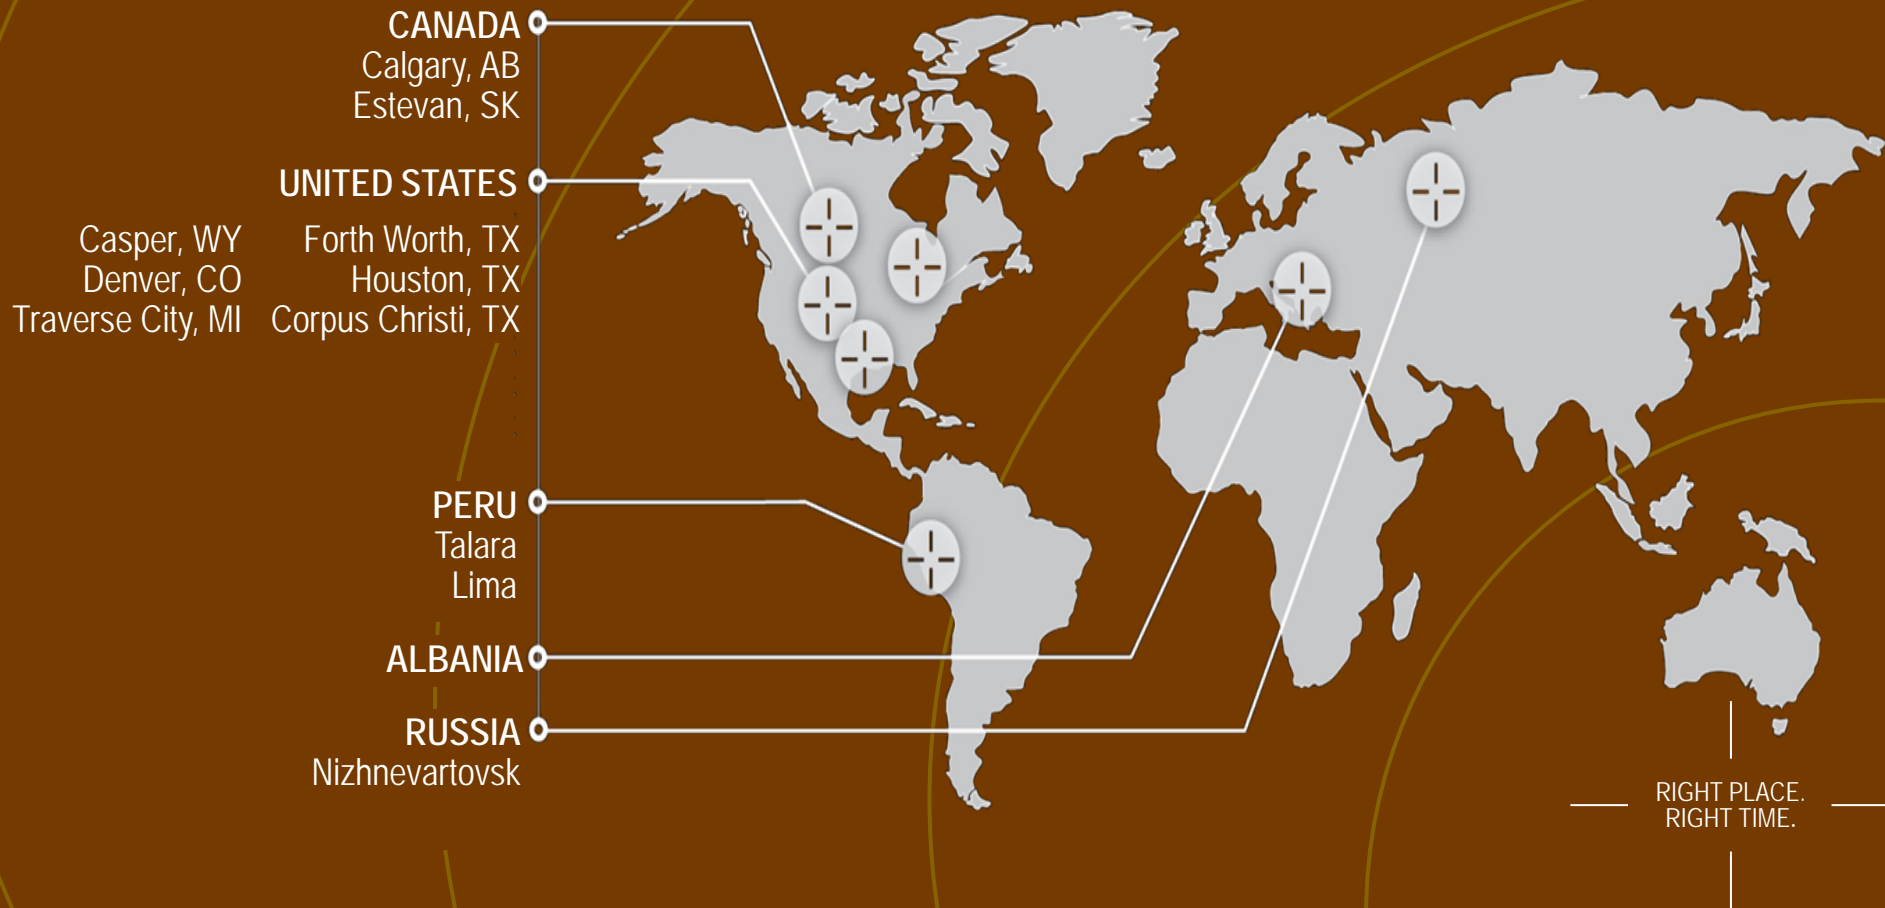 CANADA
Calgary, AB
Estevan, SK
UNITED STATES
Casper, WY Forth Worth, TX
Denver, CO Houston, TX
Traverse City, MI Corpus Christi, TX
PERU
Talara
Lima
ALBANIA
RUSSIA
Nizhnevartovsk
RIGHT PLACE.
RIGHT TIME.